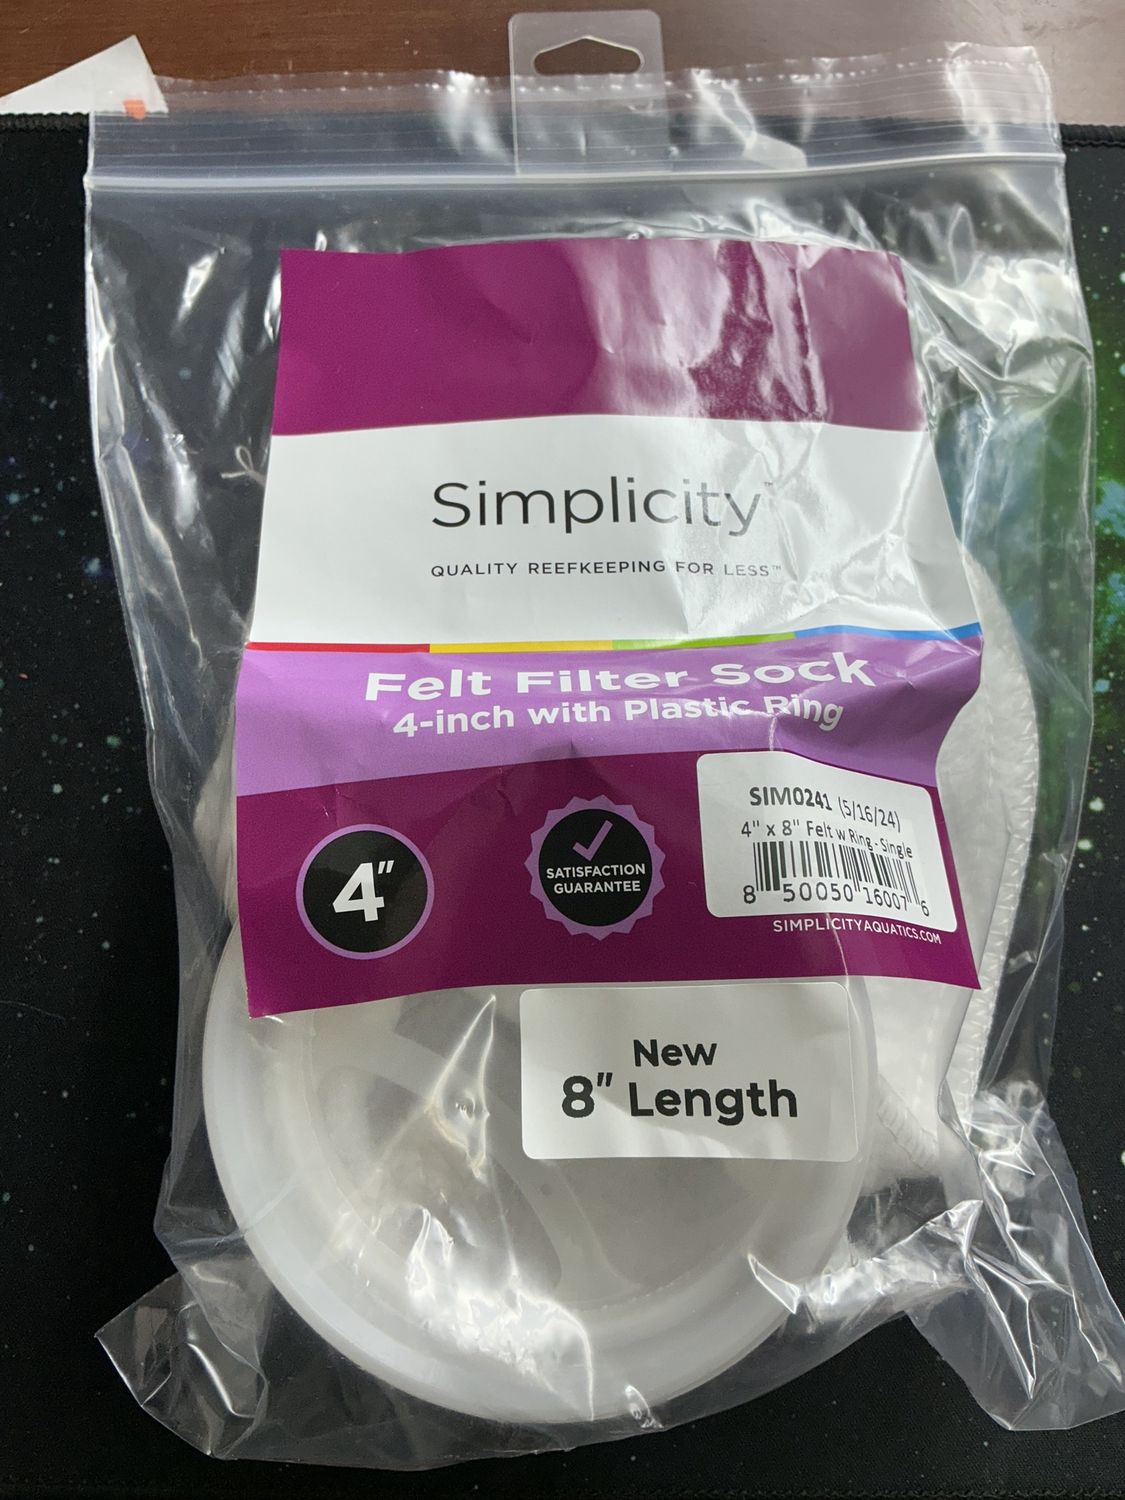 Simplicity™
QUALITY REEFKEEPING FOR LESS™
Felt Filter Sock
4-inch with Plastic Ring
4"
SATISFACTION
GUARANTEE
SIM0241 (5/16/24)
4" x 8" Felt w Ring - Single
8 50050 16007 6
SIMPLICITYAQUATICS.COM
New
8" Length